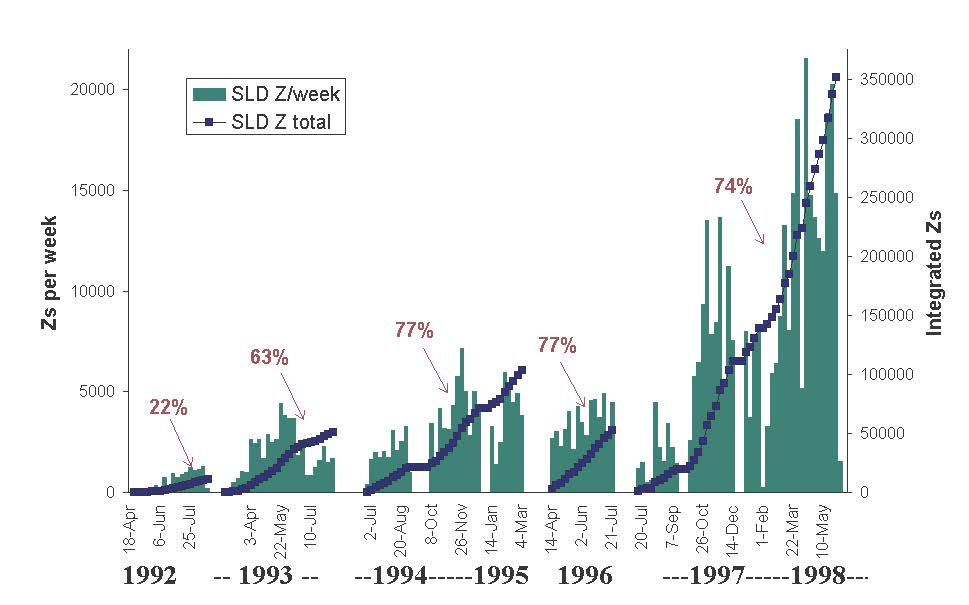 SLD Z/week
SLD Z total
20000
15000
10000
5000
0
Zs per week
350000
300000
250000
200000
150000
100000
50000
0
Integrated Zs
22%
63%
77%
77%
74%
18-Apr
6-Jun
25-Jul
3-Apr
22-May
10-Jul
2-Jul
20-Aug
8-Oct
26-Nov
14-Jan
4-Mar
14-Apr
2-Jun
21-Jul
20-Jul
7-Sep
26-Oct
14-Dec
1-Feb
22-Mar
10-May
1992 -- 1993 -- --1994-----1995 1996 ---1997-----1998---